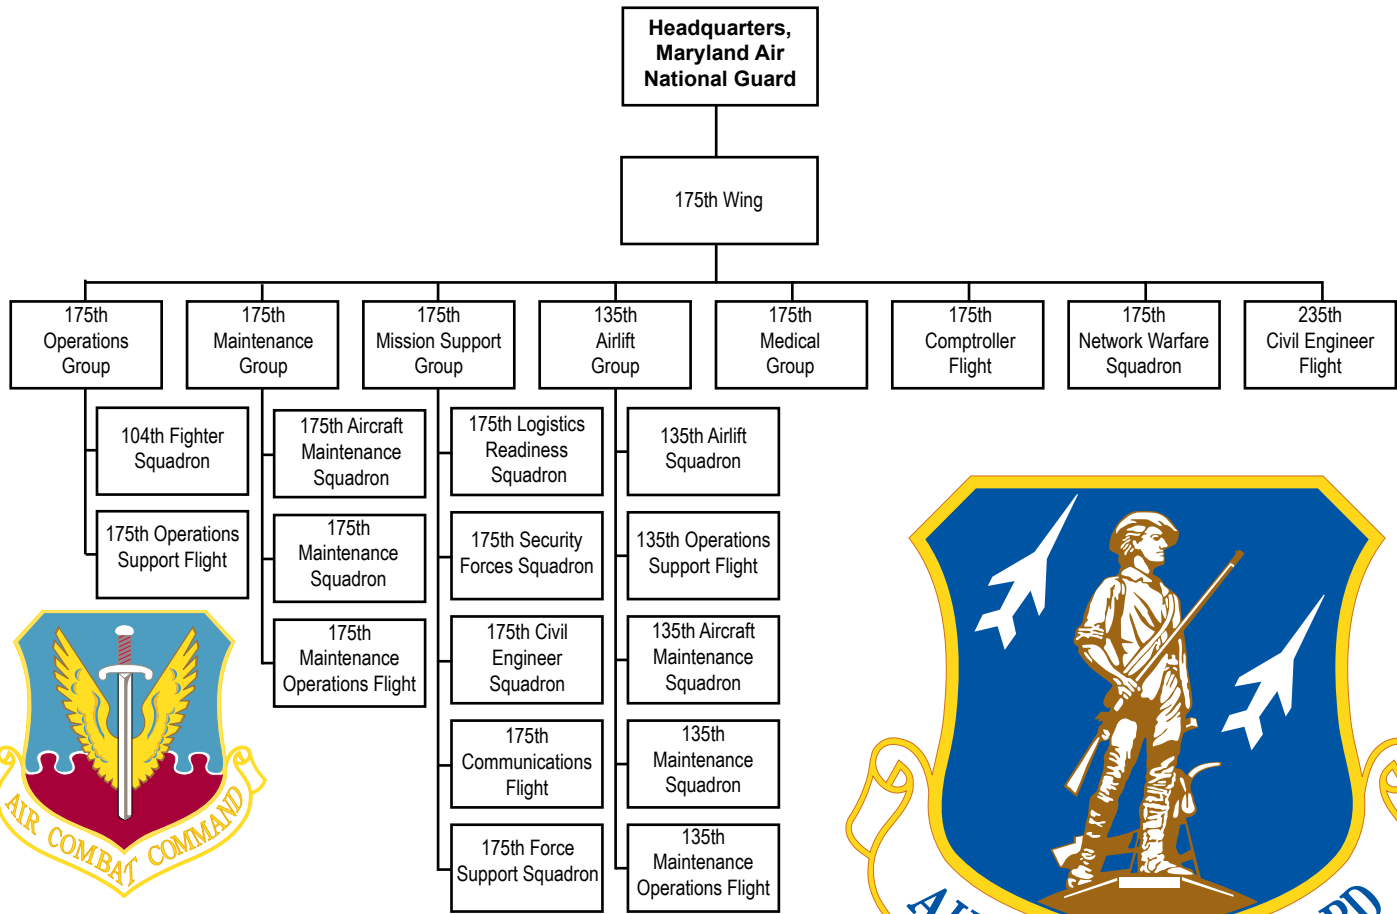 Headquarters,
Maryland Air
National Guard
175th Wing
175th
Operations
Group
175th
Maintenance
Group
175th
Mission Support
Group
135th
Airlift
Group
175th
Medical
Group
175th
Comptroller
Flight
175th
Network Warfare
Squadron
235th
Civil Engineer
Flight
104th Fighter
Squadron
175th Operations
Support Flight
175th Aircraft
Maintenance
Squadron
175th
Maintenance
Squadron
175th
Maintenance
Operations Flight
175th Logistics
Readiness
Squadron
175th Security
Forces Squadron
175th Civil
Engineer
Squadron
175th
Communications
Flight
175th Force
Support Squadron
135th Airlift
Squadron
135th Operations
Support Flight
135th Aircraft
Maintenance
Squadron
135th
Maintenance
Squadron
135th
Maintenance
Operations Flight
AIR COMBAT COMMAND